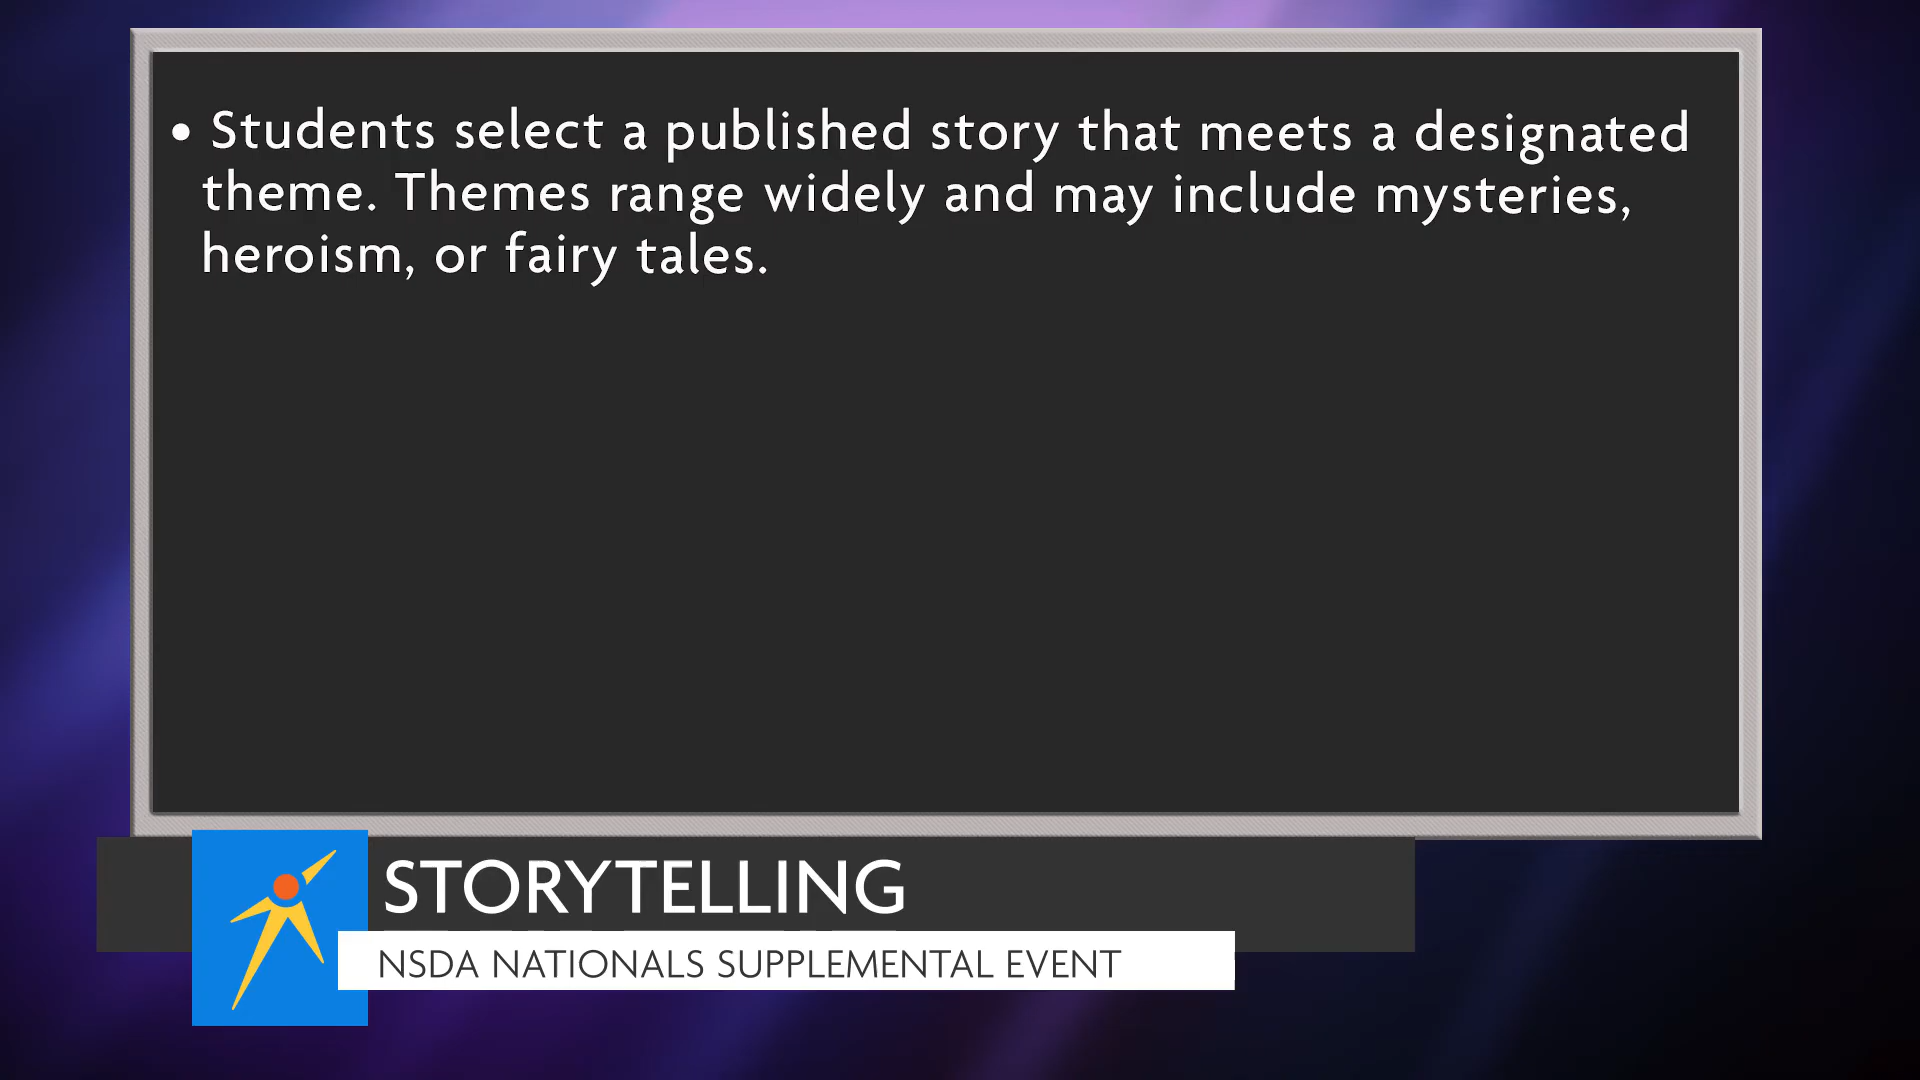 • Students select a published story that meets a designated
theme. Themes range widely and may include mysteries,
heroism, or fairy tales.
STORYTELLING
NSDA NATIONALS SUPPLEMENTAL EVENT